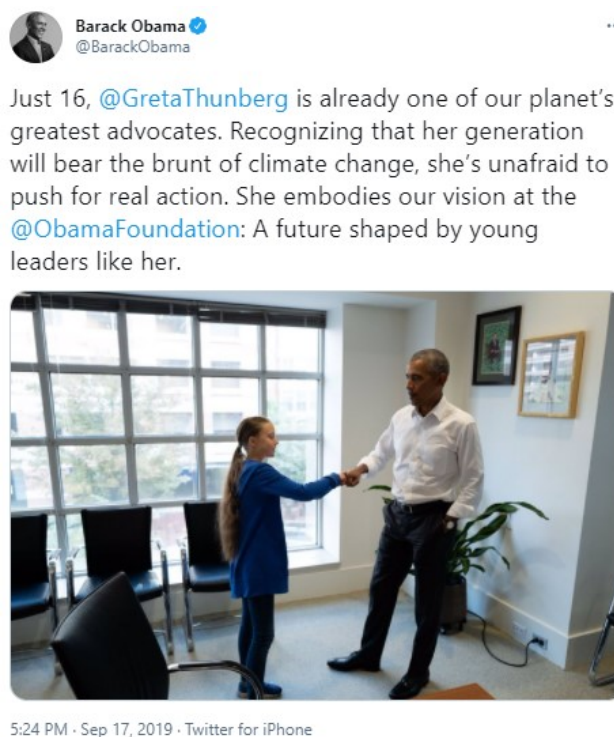 Barack Obama
@BarackObama
Just 16, @GretaThunberg is already one of our planet’s
greatest advocates. Recognizing that her generation
will bear the brunt of climate change, she’s unafraid to
push for real action. She embodies our vision at the
@ObamaFoundation: A future shaped by young
leaders like her.
5:24 PM · Sep 17, 2019 · Twitter for iPhone